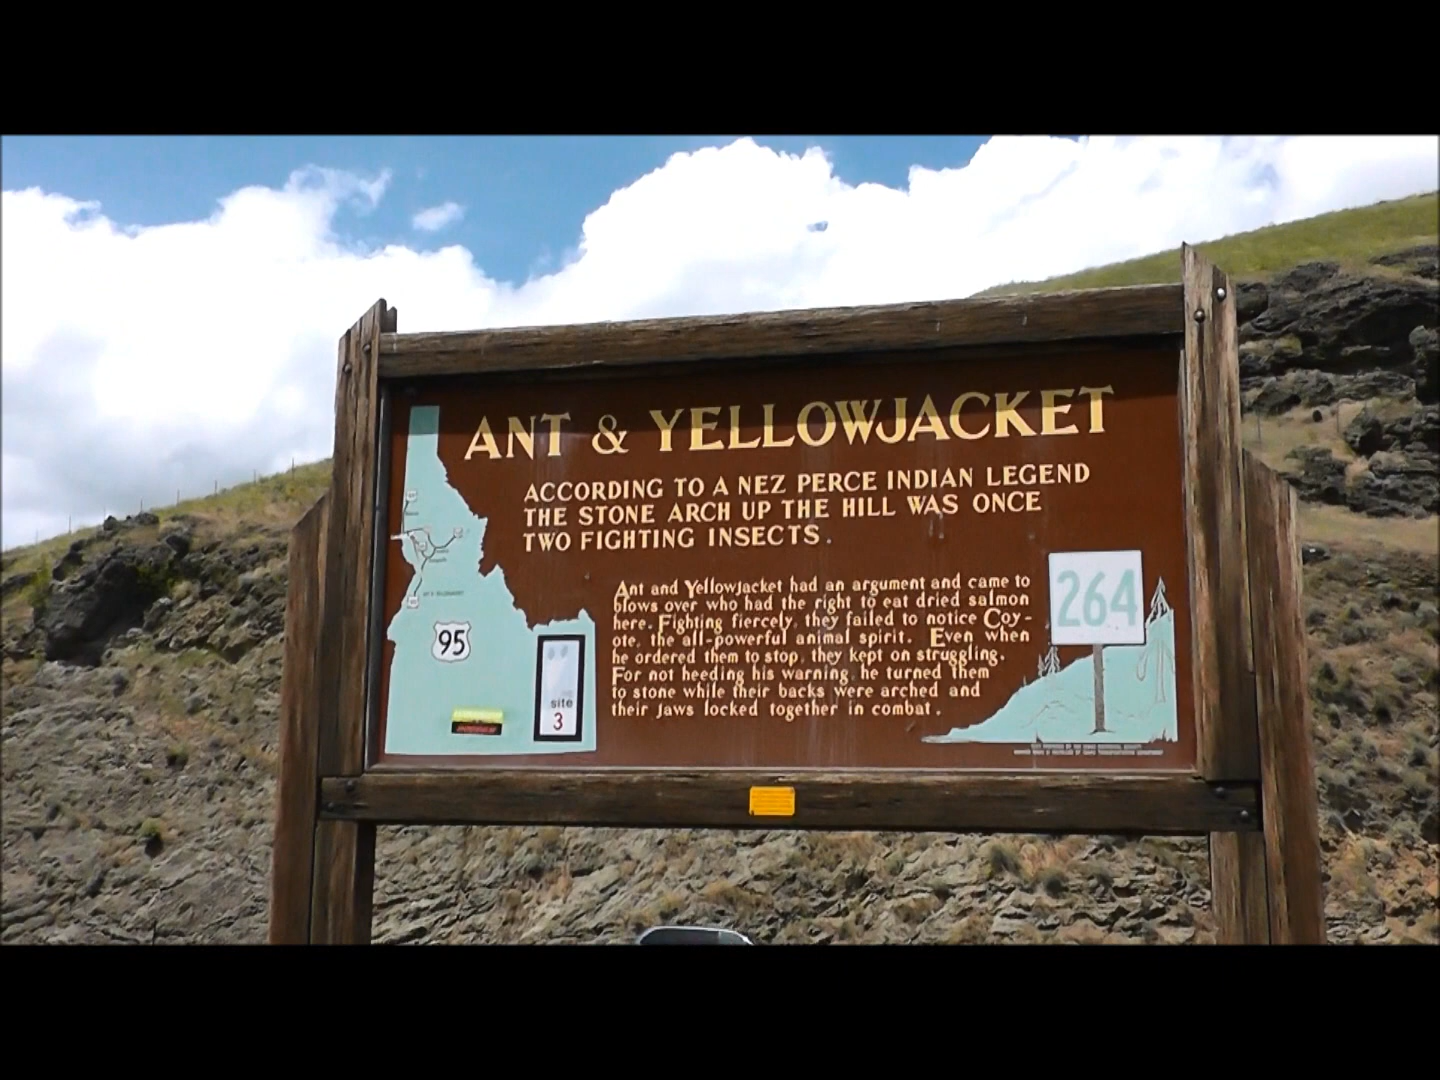 ANT & YELLOWJACKET
ACCORDING TO A NEZ PERCE INDIAN LEGEND
THE STONE ARCH UP THE HILL WAS ONCE
TWO FIGHTING INSECTS.
Ant and Yellowjacket had an argument and came to
blows over who had the right to eat dried salmon
here. Fighting fiercely, they failed to notice Coy-
ote, the all-powerful animal spirit. Even when
he ordered them to stop, they kept on struggling.
For not heeding his warning, he turned them
to stone while their backs were arched and
their jaws locked together in combat.
264
95
site
3